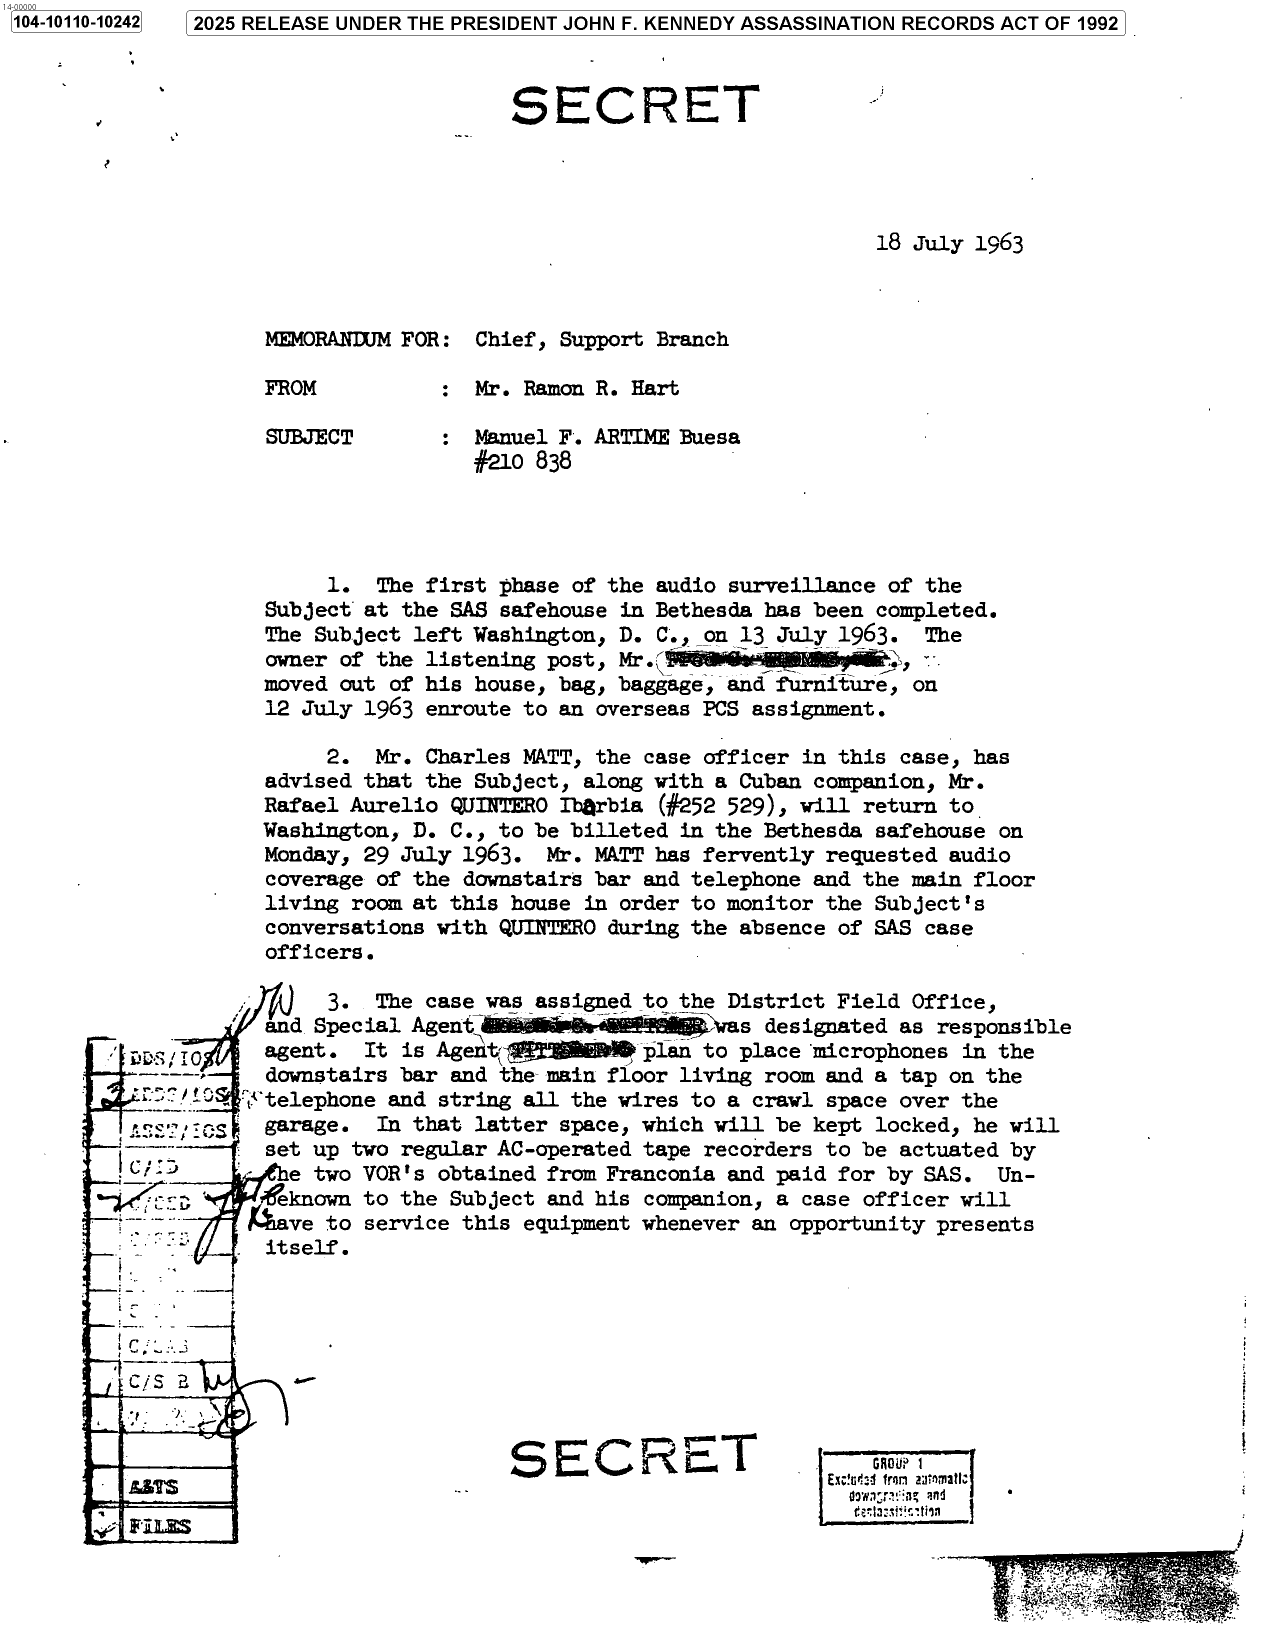 14-00000
104-10110-10242
2025 RELEASE UNDER THE PRESIDENT JOHN F. KENNEDY ASSASSINATION RECORDS ACT OF 1992
SECRET
18 July 1963
MEMORANDUM FOR: Chief, Support Branch
FROM : Mr. Ramon R. Hart
SUBJECT : Manuel F. ARTIME Buesa
#210 838
1. The first phase of the audio surveillance of the
Subject at the SAS safehouse in Bethesda has been completed.
The Subject left Washington, D. C., on 13 July 1963. The
owner of the listening post, Mr. ,
moved out of his house, bag, baggage, and furniture, on
12 July 1963 enroute to an overseas PCS assignment.
2. Mr. Charles MATT, the case officer in this case, has
advised that the Subject, along with a Cuban companion, Mr.
Rafael Aurelio QUINTERO Ibarbia (#252 529), will return to
Washington, D. C., to be billeted in the Bethesda safehouse on
Monday, 29 July 1963. Mr. MATT has fervently requested audio
coverage of the downstairs bar and telephone and the main floor
living room at this house in order to monitor the Subject's
conversations with QUINTERO during the absence of SAS case
officers.
3. The case was assigned to the District Field Office,
and Special Agent was designated as responsible
agent. It is Agent plan to place microphones in the
downstairs bar and the main floor living room and a tap on the
telephone and string all the wires to a crawl space over the
garage. In that latter space, which will be kept locked, he will
set up two regular AC-operated tape recorders to be actuated by
the two VOR's obtained from Franconia and paid for by SAS. Un-
beknown to the Subject and his companion, a case officer will
have to service this equipment whenever an opportunity presents
itself.
DDS/IOS
3 ADDS/IOS
ASST/IOS
C/ID
C/S B
A&TS
FILES
SECRET
GROUP 1
Excluded from automatic
downgrading and
declassification